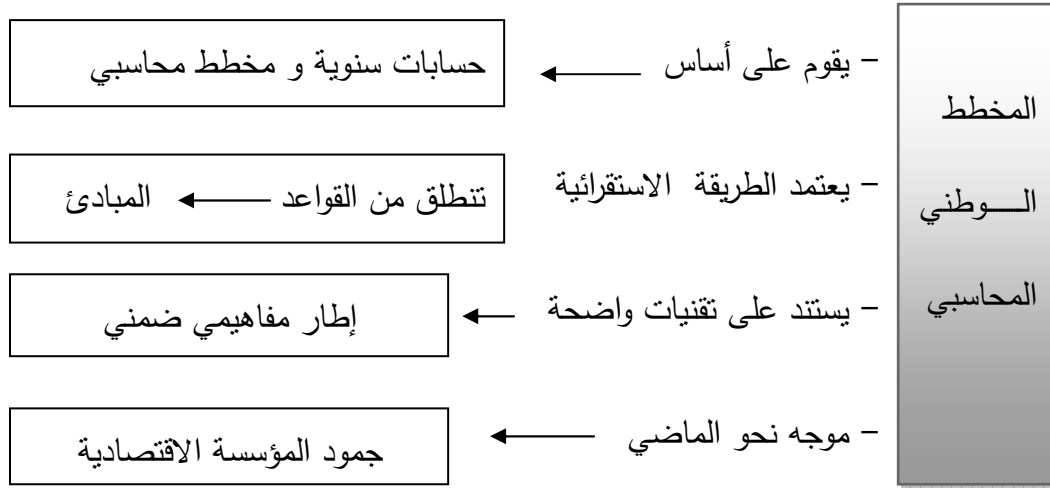 المخطط
الـــوطني
المحاسبي
– يقوم على أساس
حسابات سنوية و مخطط محاسبي
– يعتمد الطريقة الاستقرائية
تنطلق من القواعد ← المبادئ
– يستند على تقنيات واضحة
إطار مفاهيمي ضمني
– موجه نحو الماضي
جمود المؤسسة الاقتصادية